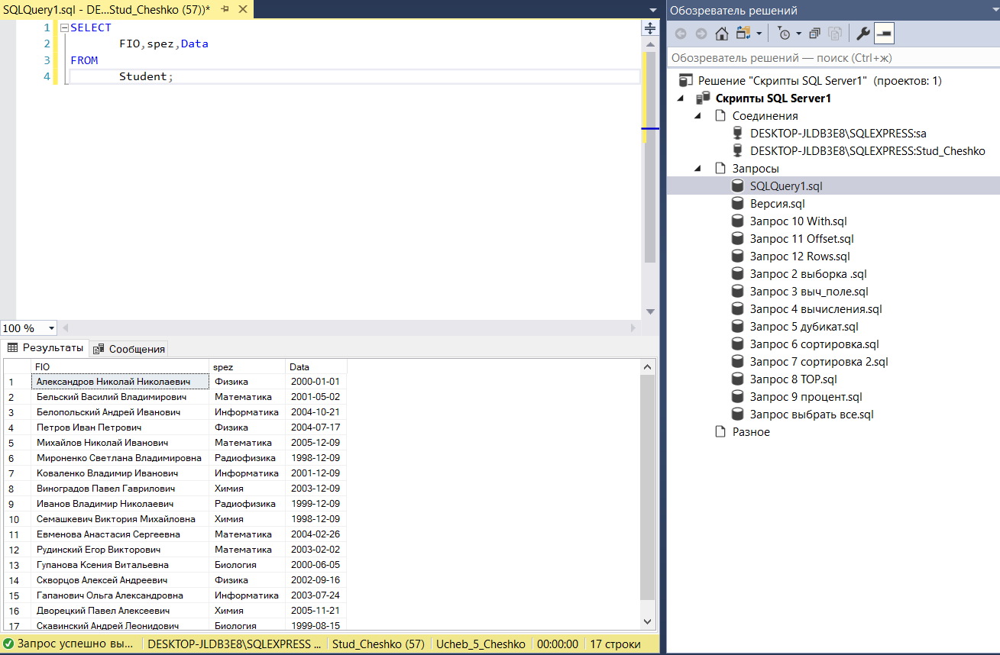 SQLQuery1.sql - DE...Stud_Cheshko (57))*
1 SELECT
2 FIO,spez,Data
3 FROM
4 Student;
100 %
Результаты Сообщения
FIO spez Data
1 Александров Николай Николаевич Физика 2000-01-01
2 Бельский Василий Владимирович Математика 2001-05-02
3 Белопольский Андрей Иванович Информатика 2004-10-21
4 Петров Иван Петрович Физика 2004-07-17
5 Михайлов Николай Иванович Математика 2005-12-09
6 Мироненко Светлана Владимировна Радиофизика 1998-12-09
7 Коваленко Владимир Иванович Информатика 2001-12-09
8 Виноградов Павел Гаврилович Химия 2003-12-09
9 Иванов Владимир Николаевич Радиофизика 1999-12-09
10 Семашкевич Виктория Михайловна Химия 1998-12-09
11 Евменова Анастасия Сергеевна Математика 2004-02-26
12 Рудинский Егор Викторович Математика 2003-02-02
13 Гупанова Ксения Витальевна Биология 2000-06-05
14 Скворцов Алексей Андреевич Физика 2002-09-16
15 Гапанович Ольга Александровна Информатика 2003-07-24
16 Дворецкий Павел Алексеевич Химия 2005-11-21
17 Скавинский Андрей Леонидович Биология 1999-08-15
Запрос успешно вы... DESKTOP-JLDB3E8\SQLEXPRESS ... Stud_Cheshko (57) Ucheb_5_Cheshko 00:00:00 17 строки
Обозреватель решений
Обозреватель решений — поиск (Ctrl+ж)
Решение "Скрипты SQL Server1" (проектов: 1)
Скрипты SQL Server1
Соединения
DESKTOP-JLDB3E8\SQLEXPRESS:sa
DESKTOP-JLDB3E8\SQLEXPRESS:Stud_Cheshko
Запросы
SQLQuery1.sql
Версия.sql
Запрос 10 With.sql
Запрос 11 Offset.sql
Запрос 12 Rows.sql
Запрос 2 выборка .sql
Запрос 3 выч_поле.sql
Запрос 4 вычисления.sql
Запрос 5 дубикат.sql
Запрос 6 сортировка.sql
Запрос 7 сортировка 2.sql
Запрос 8 TOP.sql
Запрос 9 процент.sql
Запрос выбрать все.sql
Разное